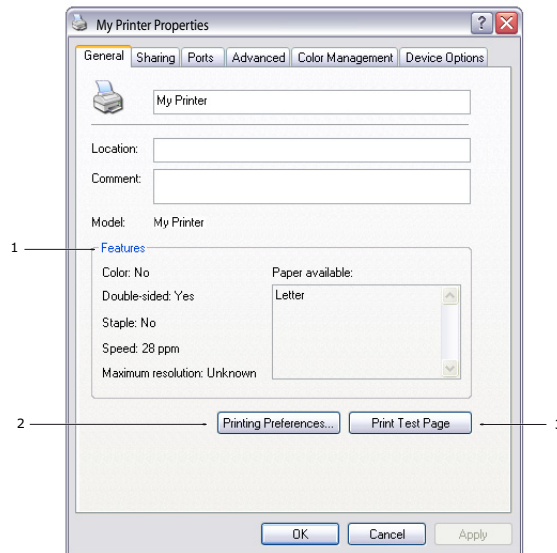 My Printer Properties
General Sharing Ports Advanced Color Management Device Options
My Printer
Location:
Comment:
Model: My Printer
1 Features
Color: No Paper available:
Double-sided: Yes Letter
Staple: No
Speed: 28 ppm
Maximum resolution: Unknown
2 Printing Preferences... Print Test Page
OK Cancel Apply